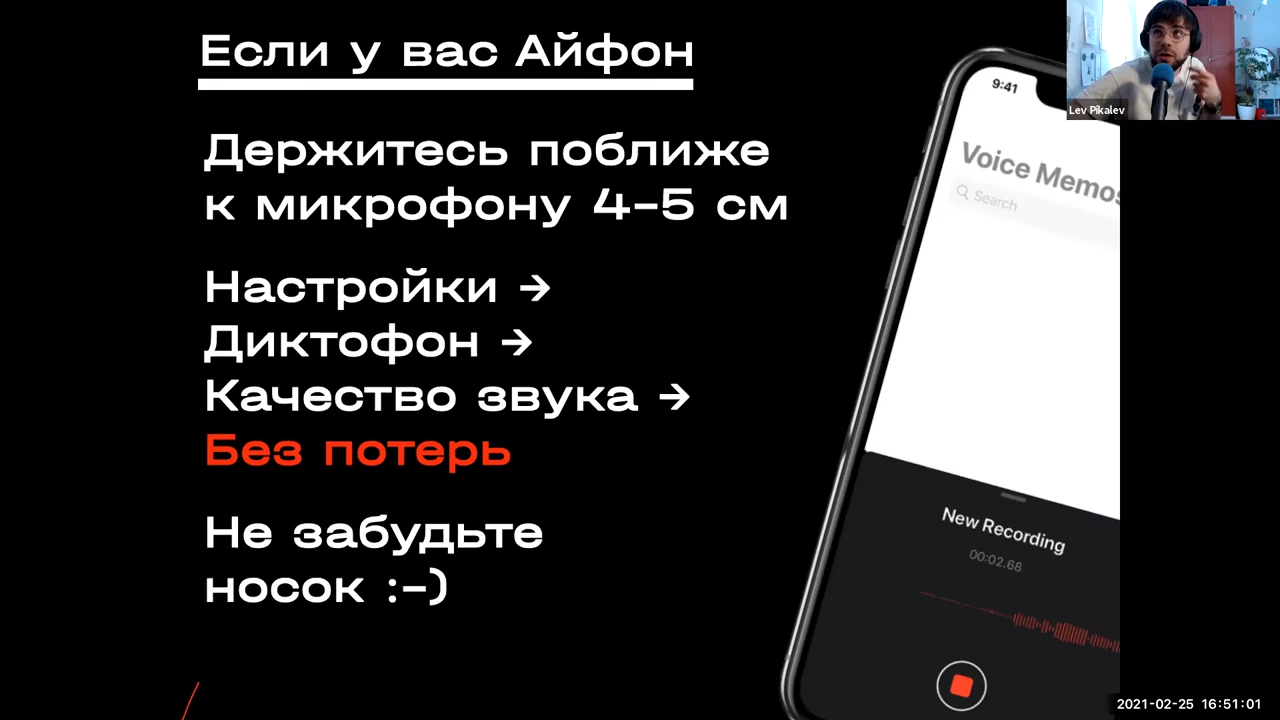 Если у вас Айфон
Держитесь поближе
к микрофону 4–5 см
Настройки →
Диктофон →
Качество звука →
Без потерь
Не забудьте
носок :–)
9:41
Voice Memos
Search
New Recording
00:02.68
Lev Pikalev
2021-02-25 16:51:01